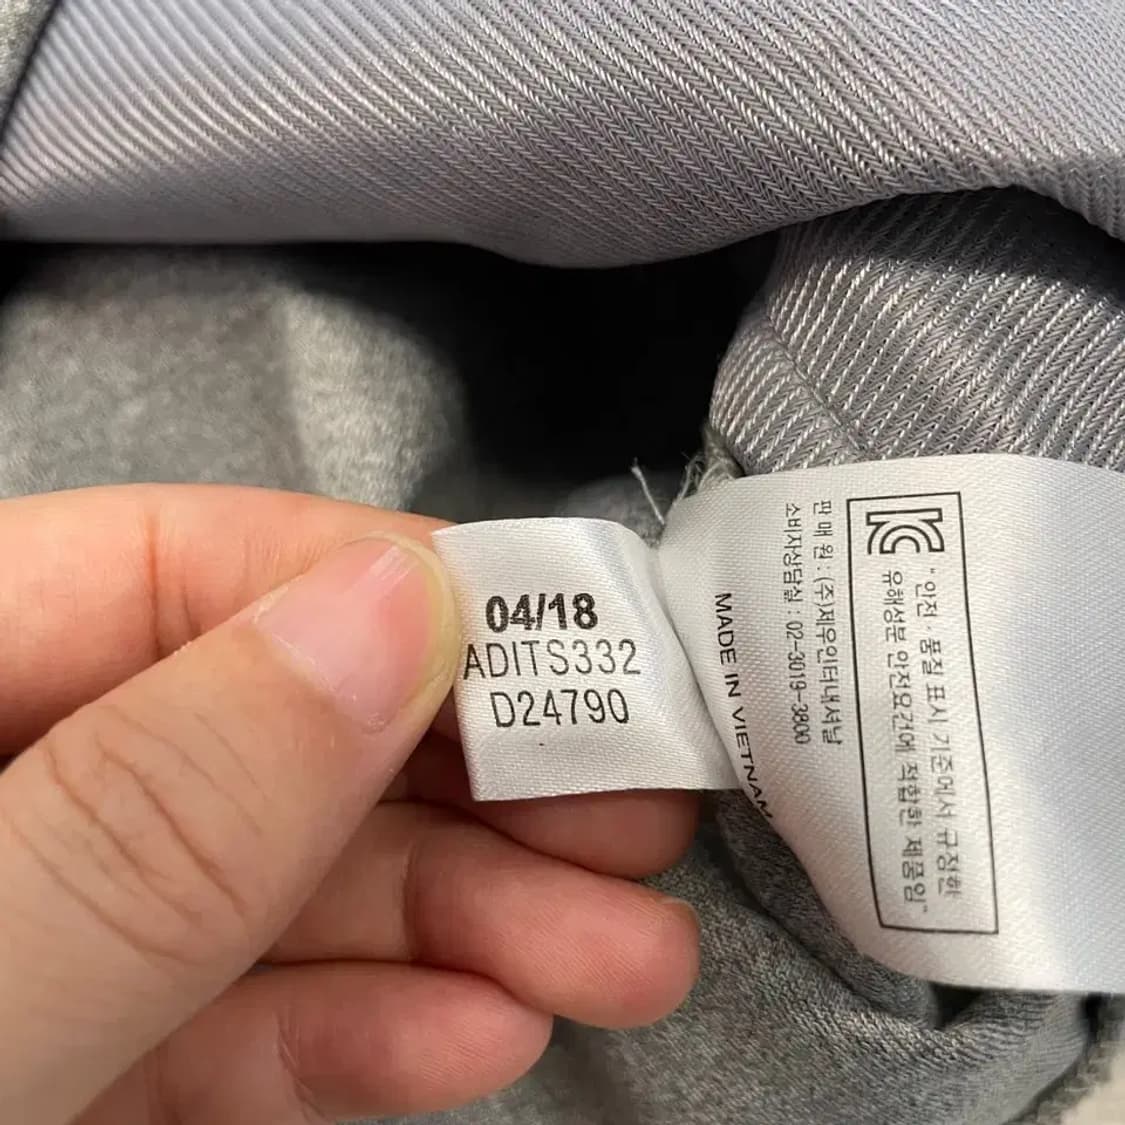 04/18
ADITS332
D24790
MADE IN VIETNAM
판 매 원 : (주)제우인터내셔날
소비자상담실 : 02-3019-3800
KC
"안전 품질 표시 기준에서 규정한
유해성분 안전요건에 적합한 제품임"